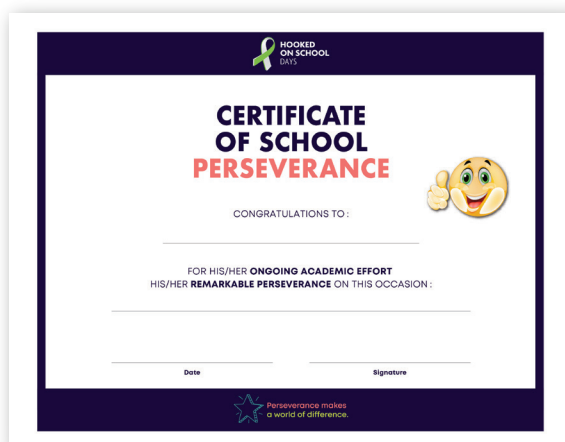 HOOKED
ON SCHOOL
DAYS
CERTIFICATE
OF SCHOOL
PERSEVERANCE
CONGRATULATIONS TO :
FOR HIS/HER ONGOING ACADEMIC EFFORT
HIS/HER REMARKABLE PERSEVERANCE ON THIS OCCASION :
Date
Signature
Perseverance makes
a world of difference.